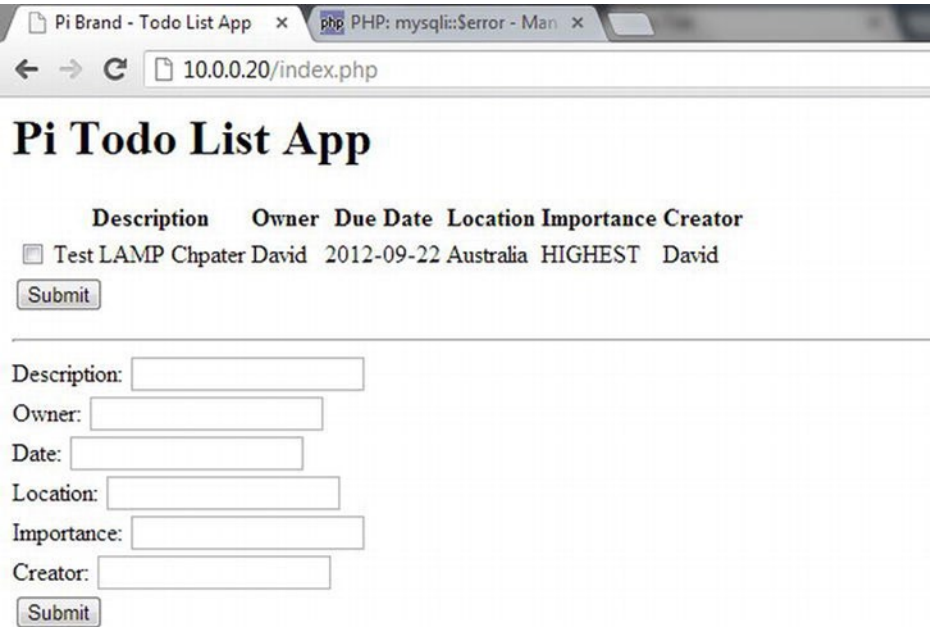 Pi Brand - Todo List App × php PHP: mysqli::$error - Man ×
10.0.0.20/index.php
Pi Todo List App
Description Owner Due Date Location Importance Creator
Test LAMP Chpater David 2012-09-22 Australia HIGHEST David
Submit
Description:
Owner:
Date:
Location:
Importance:
Creator:
Submit